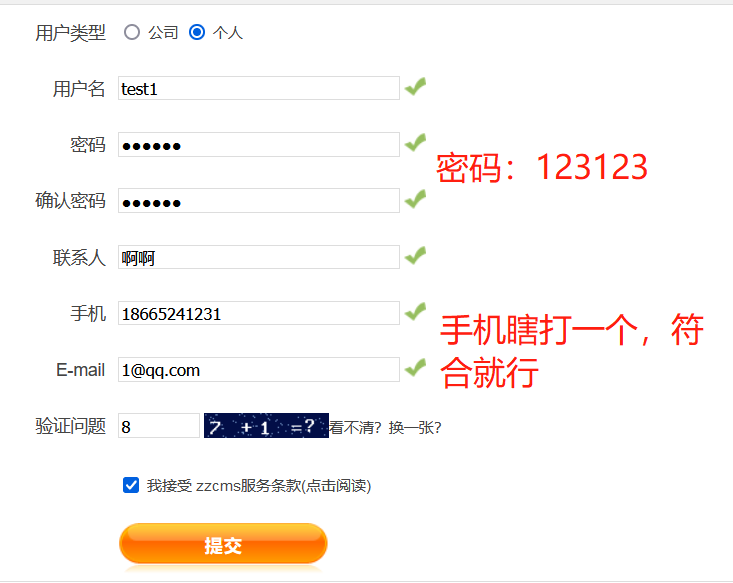 用户类型 公司 个人
用户名 test1
密码 ●●●●●●
密码：123123
确认密码 ●●●●●●
联系人 啊啊
手机 18665241231
手机瞎打一个，符
合就行
E-mail 1@qq.com
验证问题 8 7 +1 =? 看不清？换一张？
我接受 zzcms服务条款(点击阅读)
提交